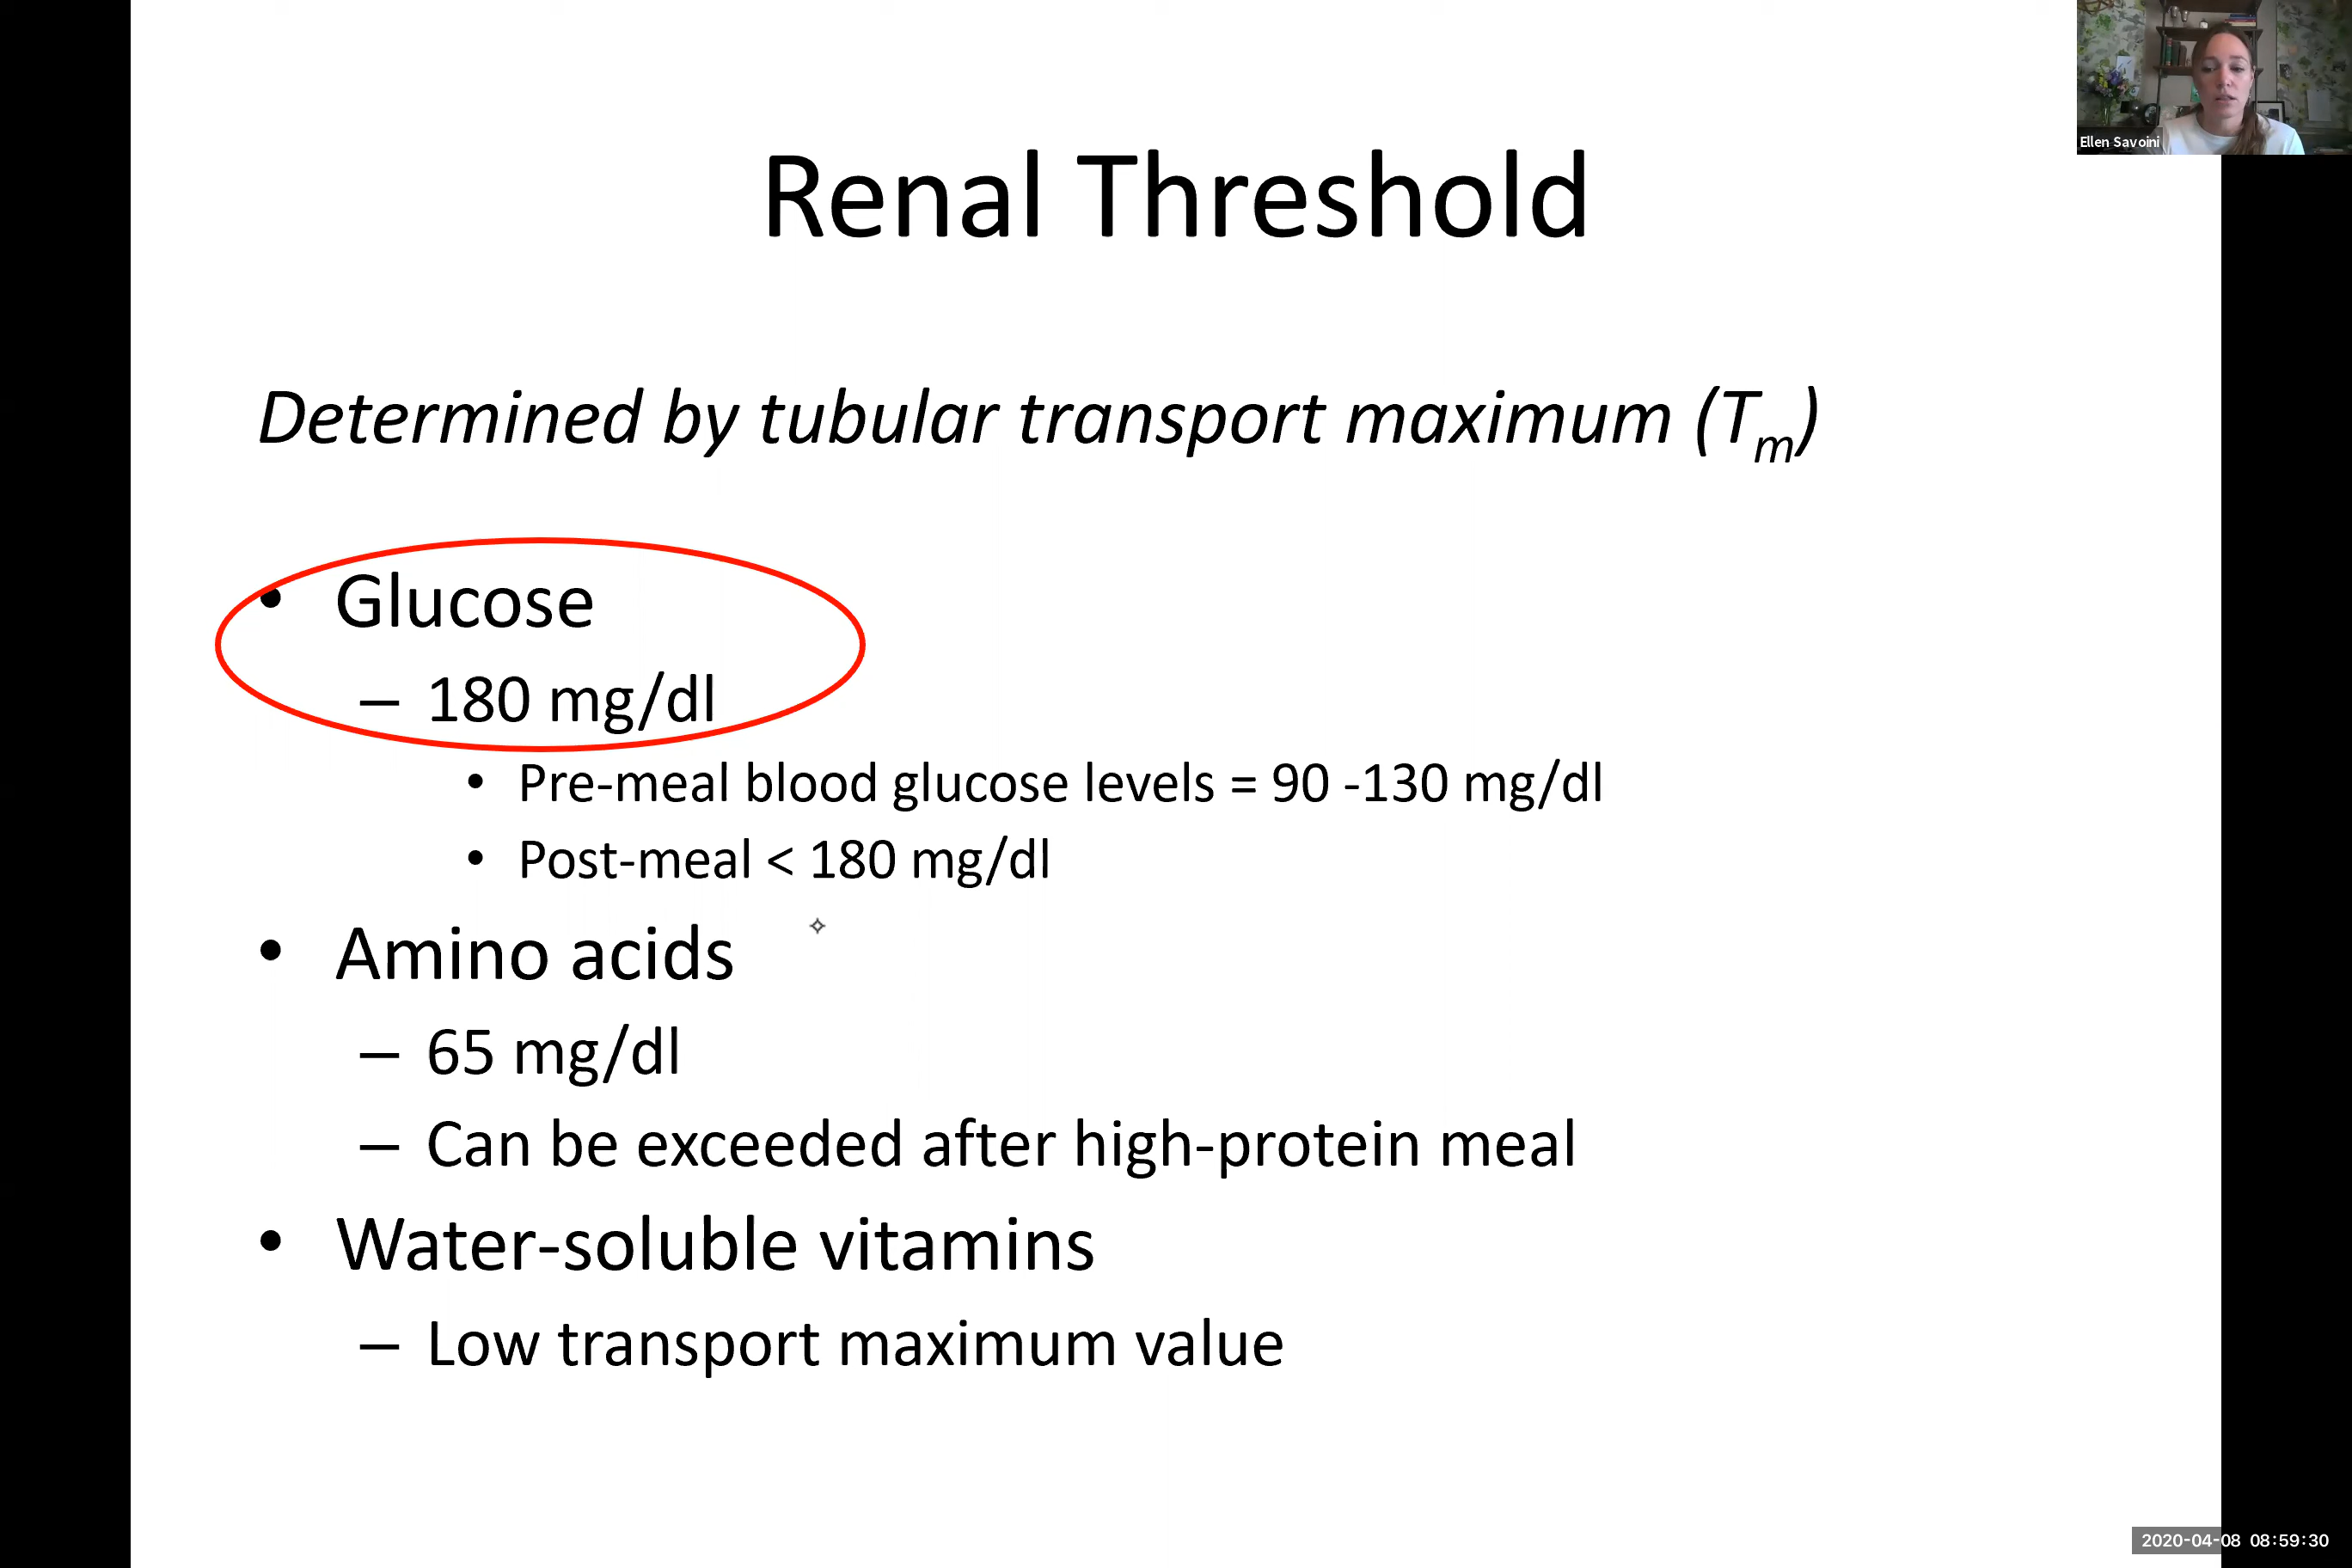 Ellen Savoini
Renal Threshold
Determined by tubular transport maximum (Tm)
• Glucose
– 180 mg/dl
• Pre-meal blood glucose levels = 90 -130 mg/dl
• Post-meal < 180 mg/dl
• Amino acids
– 65 mg/dl
– Can be exceeded after high-protein meal
• Water-soluble vitamins
– Low transport maximum value
2020-04-08 08:59:30